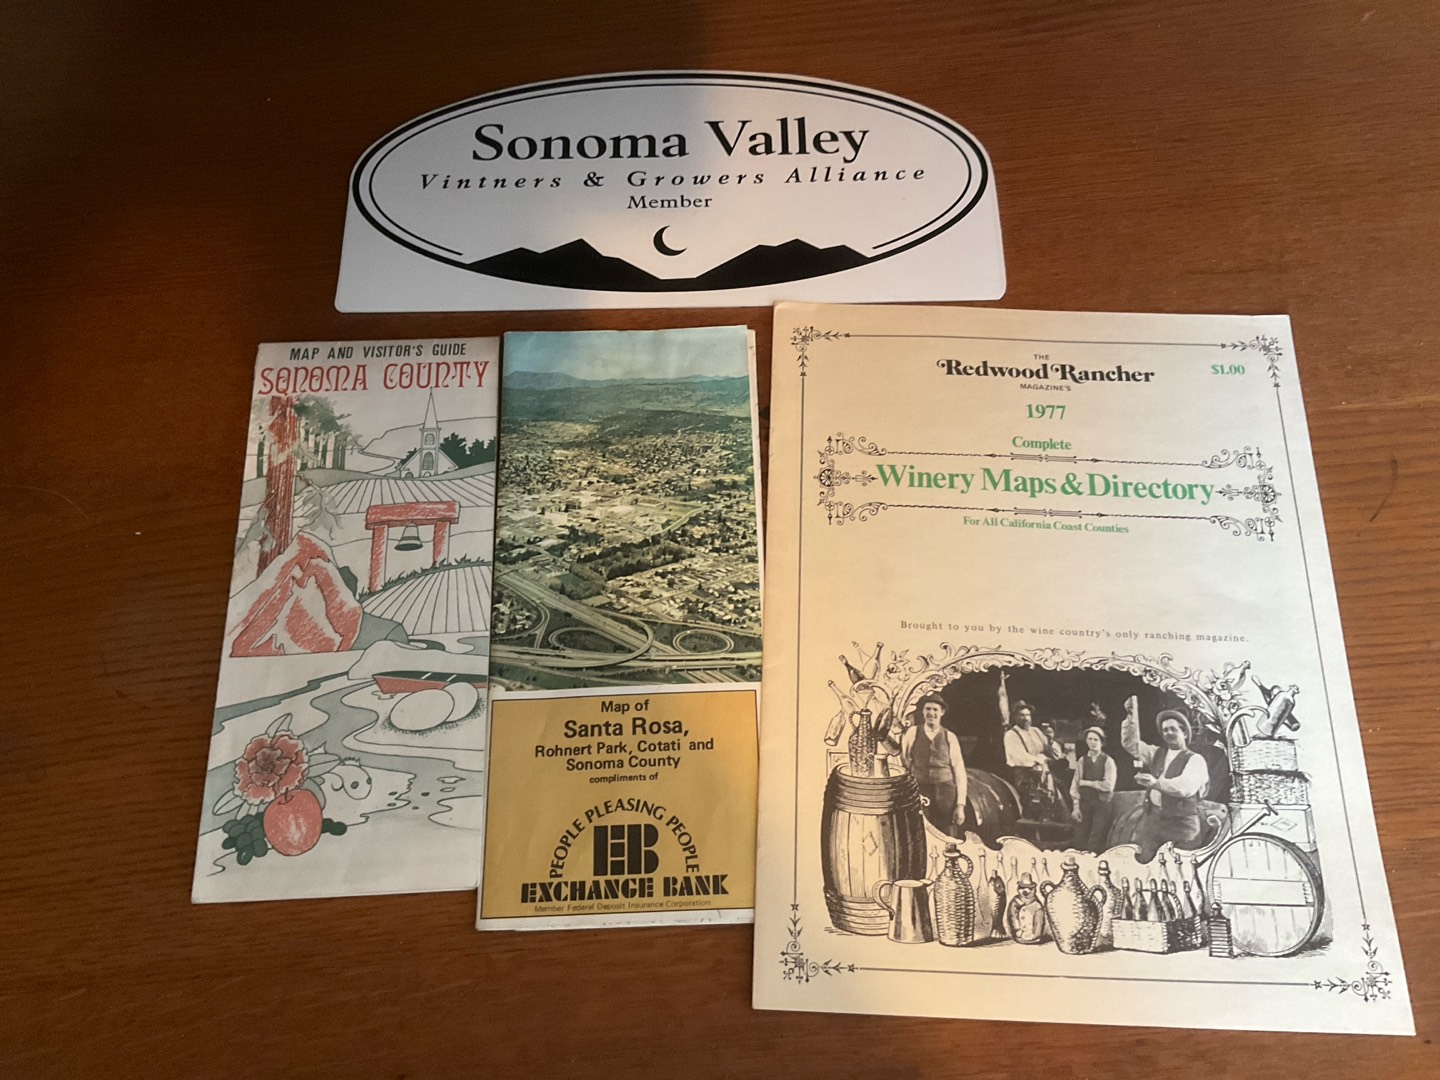 Sonoma Valley
Vintners & Growers Alliance
Member
MAP AND VISITOR'S GUIDE
SONOMA COUNTY
Map of
Santa Rosa,
Rohnert Park, Cotati and
Sonoma County
compliments of
PEOPLE PLEASING PEOPLE
EB
EXCHANGE BANK
Member Federal Deposit Insurance Corporation
THE
Redwood Rancher
MAGAZINE'S
$1.00
1977
Complete
Winery Maps & Directory
For All California Coast Counties
Brought to you by the wine country's only ranching magazine.